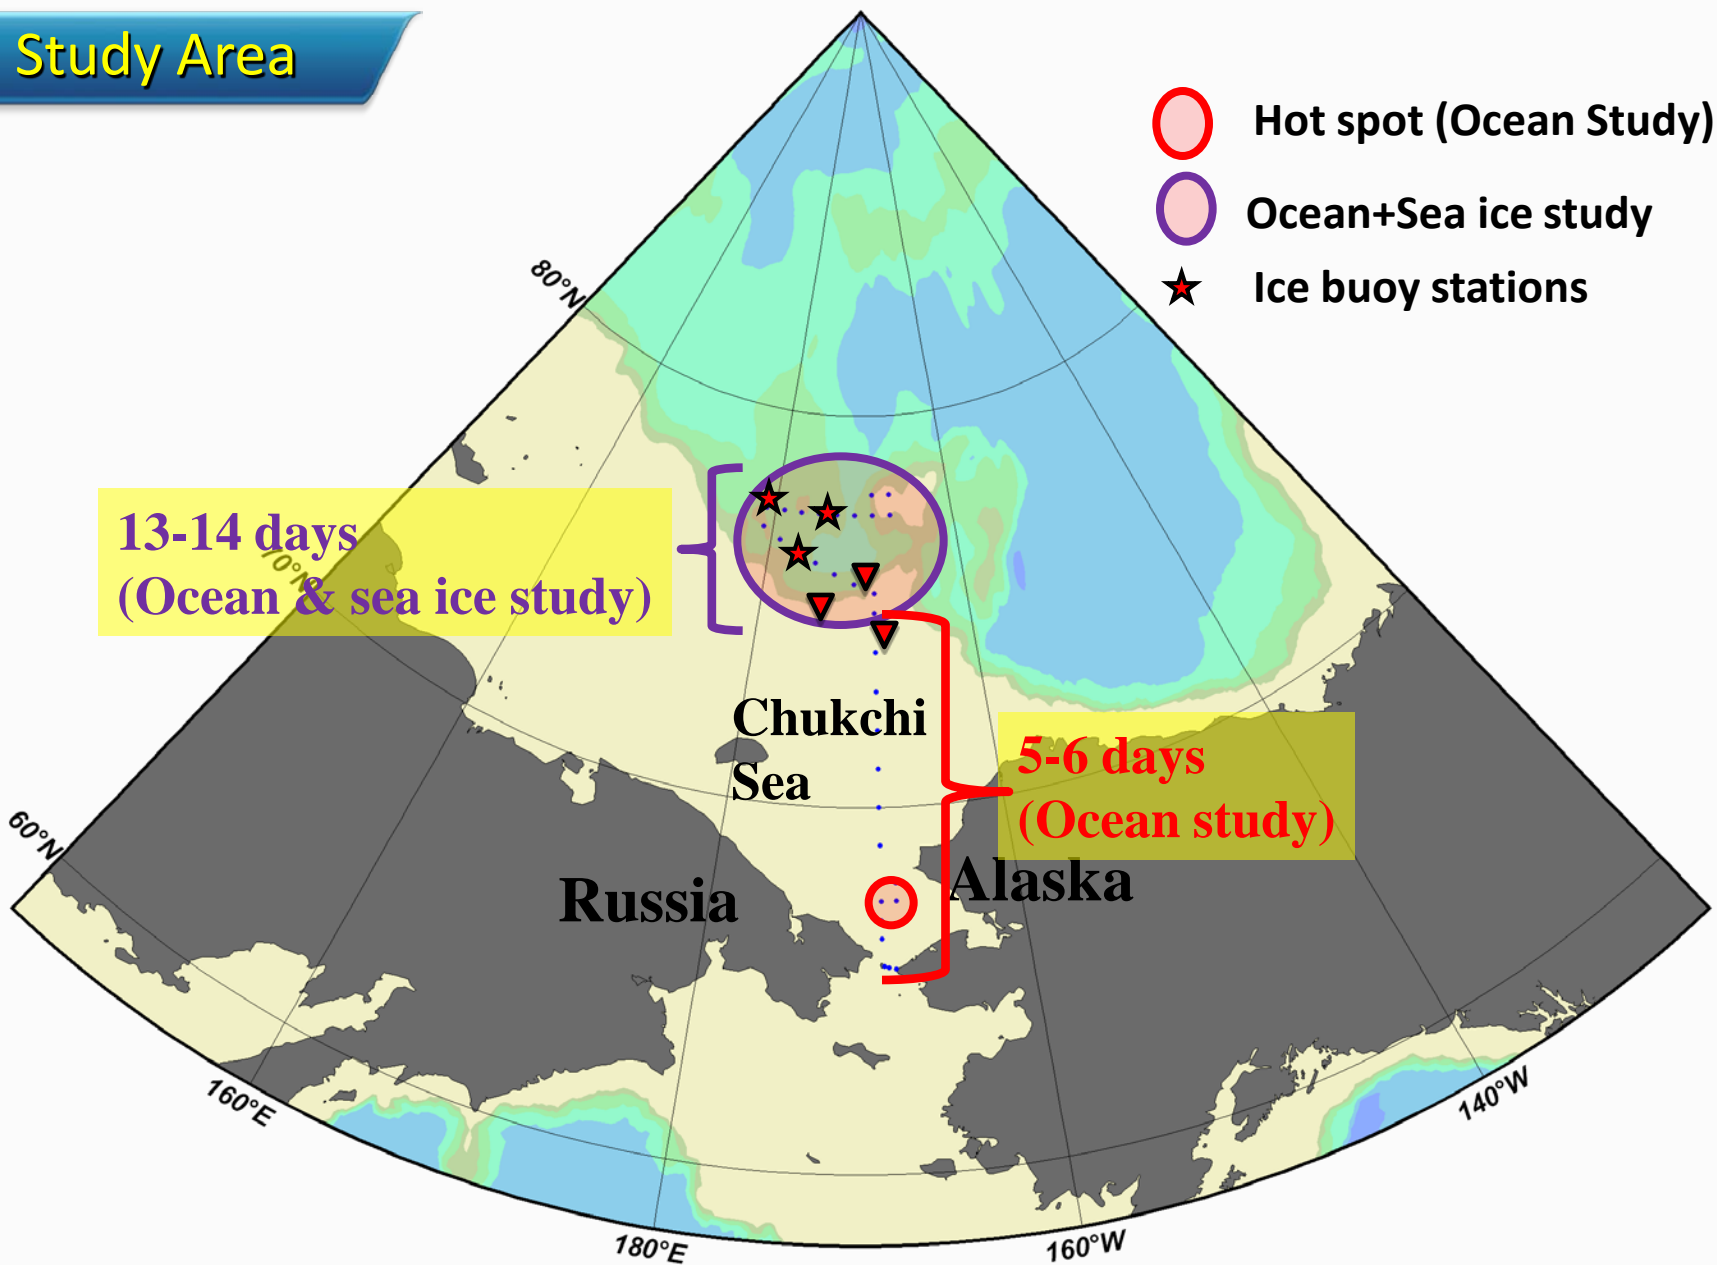 Study Area
Hot spot (Ocean Study)
Ocean+Sea ice study
Ice buoy stations
80°N
13-14 days
(Ocean & sea ice study)
70°N
Chukchi
Sea
5-6 days
(Ocean study)
60°N
Russia
Alaska
160°E
180°E
160°W
140°W